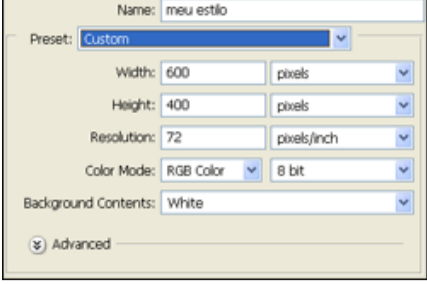 Name: meu estilo
Preset: Custom
Width: 600 pixels
Height: 400 pixels
Resolution: 72 pixels/inch
Color Mode: RGB Color 8 bit
Background Contents: White
Advanced